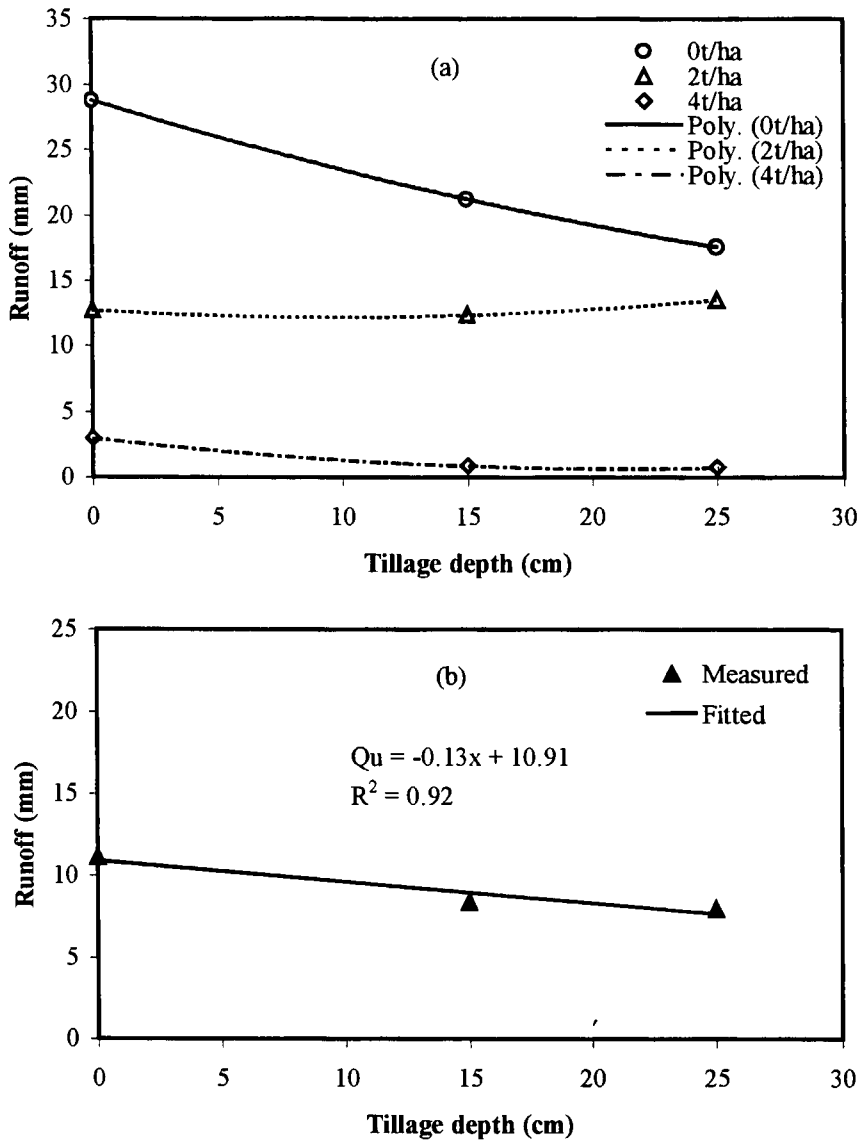 35
30
25
20
15
10
5
0
Runoff (mm)
(a)
0t/ha
2t/ha
4t/ha
Poly. (0t/ha)
Poly. (2t/ha)
Poly. (4t/ha)
0 5 10 15 20 25 30
Tillage depth (cm)
25
20
15
10
5
0
Runoff (mm)
(b)
Measured
Fitted
Qu = -0.13x + 10.91
R² = 0.92
0 5 10 15 20 25 30
Tillage depth (cm)